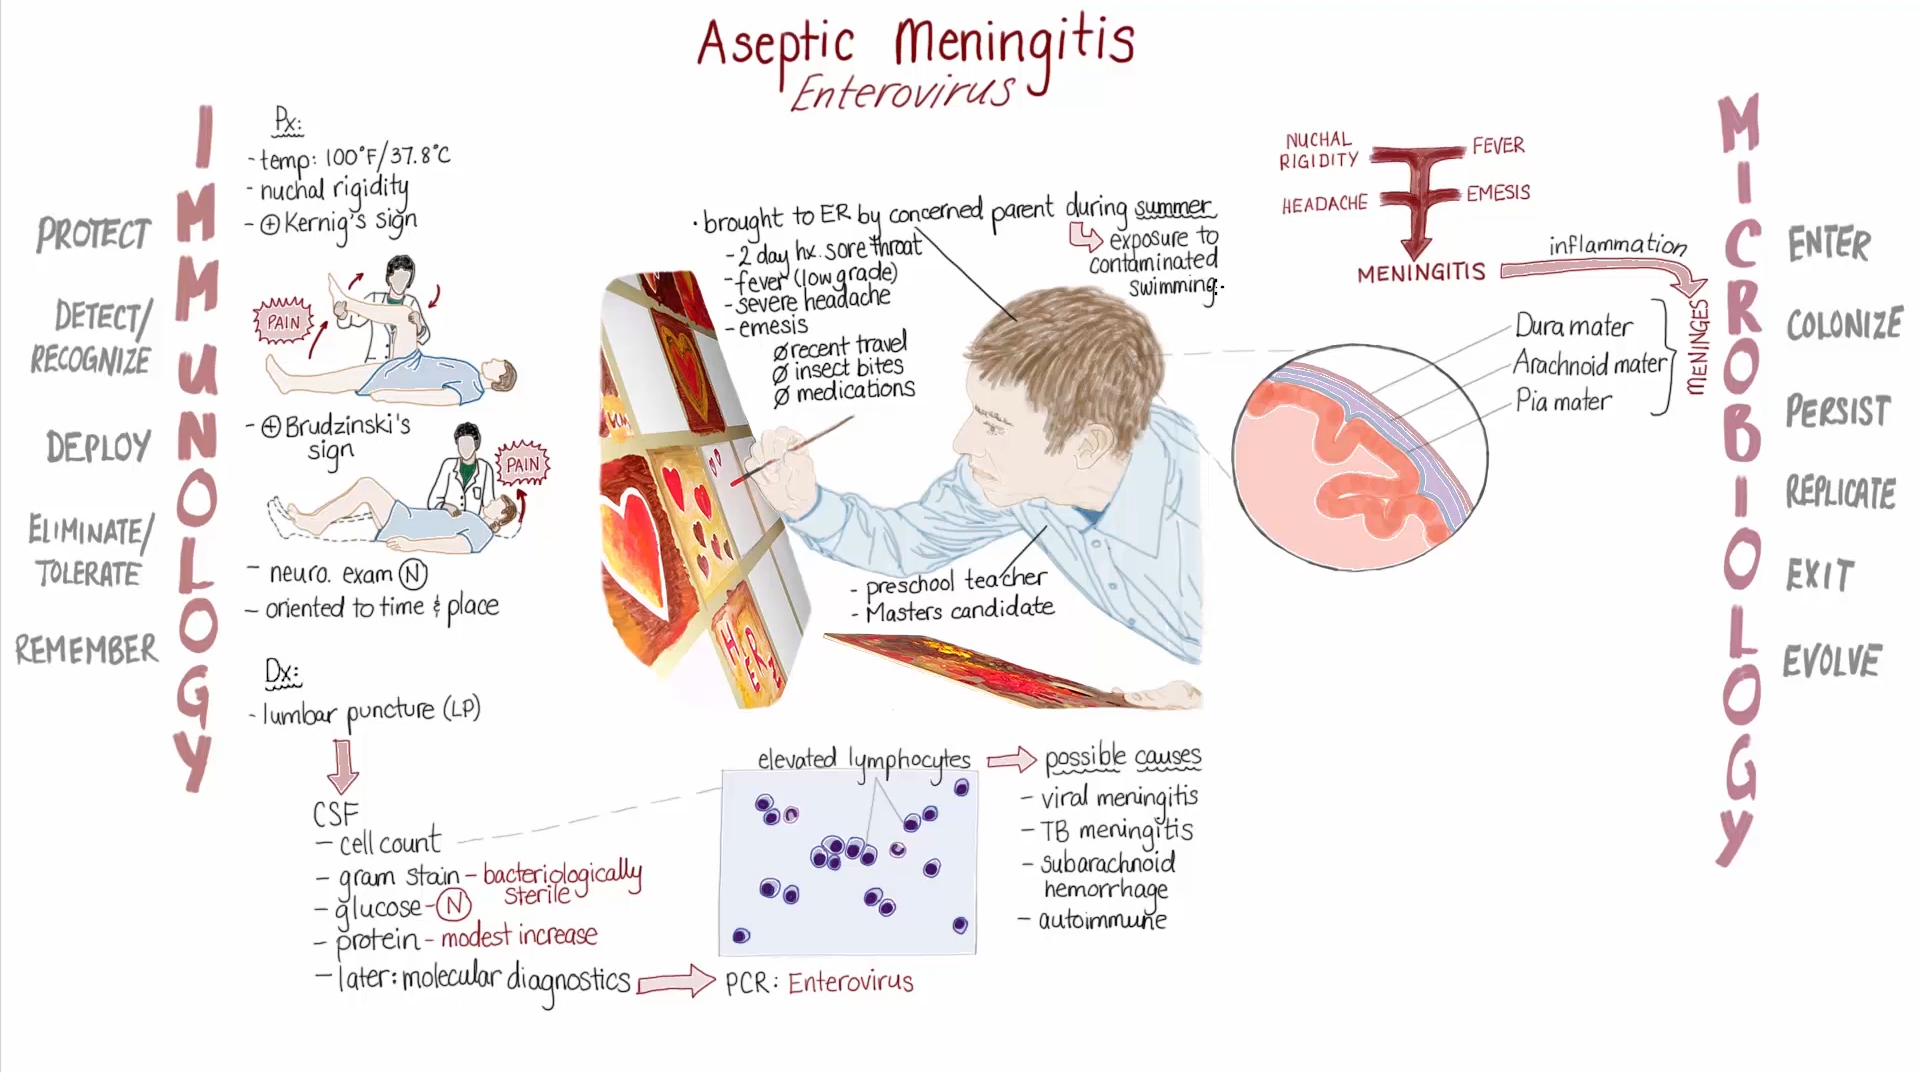 Aseptic Meningitis
Enterovirus
IMMUNOLOGY
PROTECT
DETECT/
RECOGNIZE
DEPLOY
ELIMINATE/
TOLERATE
REMEMBER
Px:
- temp: 100°F/37.8°C
- nuchal rigidity
- ⊕ Kernig's sign
PAIN
- ⊕ Brudzinski's
sign
PAIN
- neuro. exam Ⓝ
- oriented to time & place
Dx:
- lumbar puncture (LP)
CSF
- cell count
- gram stain - bacteriologically
sterile
- glucose - Ⓝ
- protein - modest increase
- later: molecular diagnostics
PCR: Enterovirus
• brought to ER by concerned parent during summer
exposure to
contaminated
swimming
- 2 day hx. sore throat
- fever (low grade)
- severe headache
- emesis
Ø recent travel
Ø insect bites
Ø medications
HERE
- preschool teacher
- Masters candidate
elevated lymphocytes
possible causes
- viral meningitis
- TB meningitis
- subarachnoid
hemorrhage
- autoimmune
NUCHAL
RIGIDITY
FEVER
HEADACHE
EMESIS
MENINGITIS
inflammation
MENINGES
Dura mater
Arachnoid mater
Pia mater
MICROBIOLOGY
ENTER
COLONIZE
PERSIST
REPLICATE
EXIT
EVOLVE